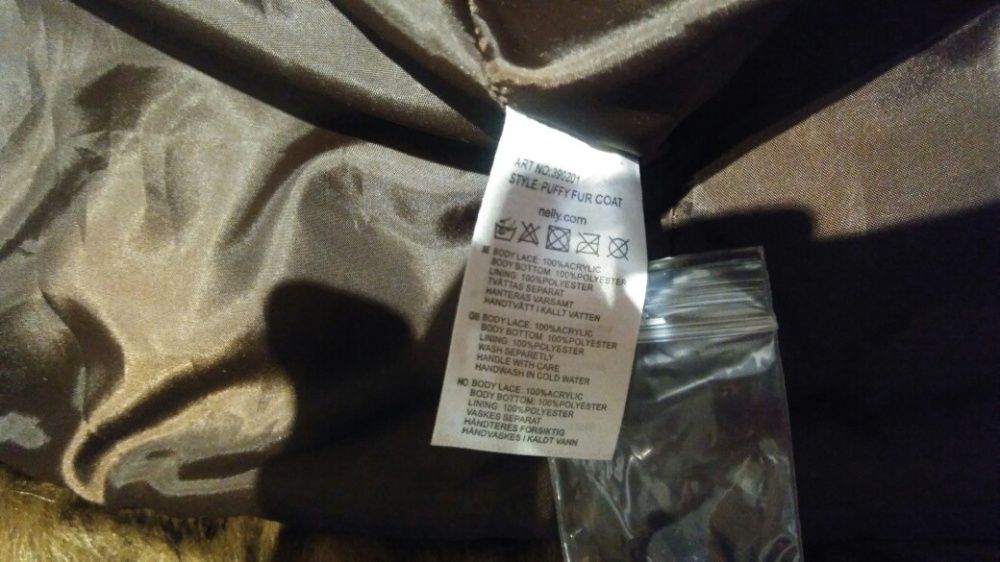 ART NO:390201
STYLE PUFFY FUR COAT
nelly.com
SE BODY LACE: 100%ACRYLIC
BODY BOTTOM: 100%POLYESTER
LINING: 100%POLYESTER
TVÄTTAS SEPARAT
HANTERAS VARSAMT
HANDTVÄTT I KALLT VATTEN
GB BODY LACE: 100%ACRYLIC
BODY BOTTOM: 100%POLYESTER
LINING: 100%POLYESTER
WASH SEPARETLY
HANDLE WITH CARE
HANDWASH IN COLD WATER
NO BODY LACE: 100%ACRYLIC
BODY BOTTOM: 100%POLYESTER
LINING: 100%POLYESTER
VASKES SEPARAT
HÅNDTERES FORSIKTIG
HÅNDVASKES I KALDT VANN